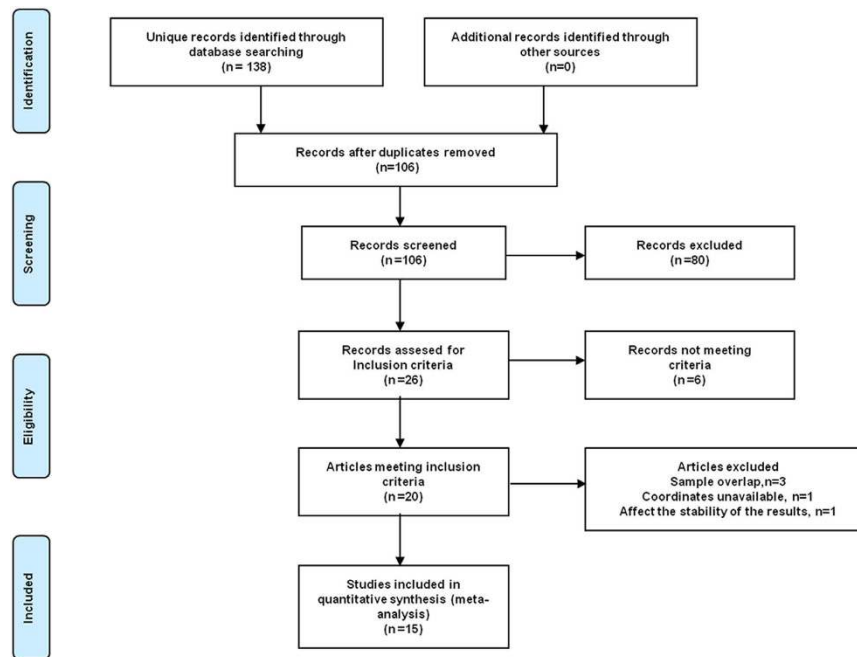 Identification
Unique records identified through
database searching
(n= 138)
Additional records identified through
other sources
(n=0)
Records after duplicates removed
(n=106)
Screening
Records screened
(n=106)
Records excluded
(n=80)
Eligibility
Records assesed for
Inclusion criteria
(n=26)
Records not meeting
criteria
(n=6)
Articles meeting inclusion
criteria
(n=20)
Articles excluded
Sample overlap,n=3
Coordinates unavailable, n=1
Affect the stability of the results, n=1
Included
Studies included in
quantitative synthesis (meta-
analysis)
(n=15)